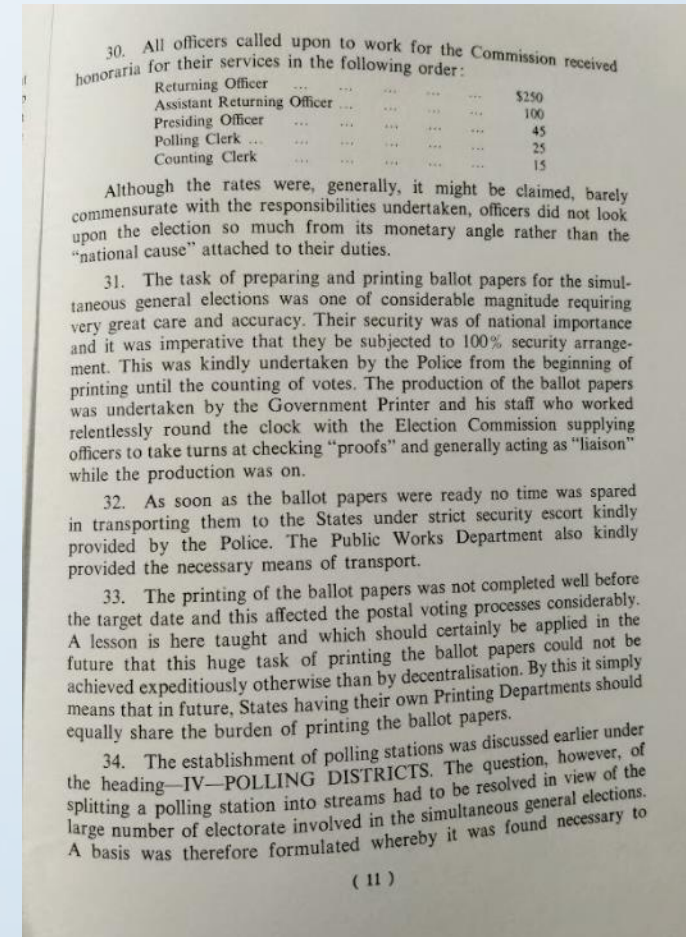 30. All officers called upon to work for the Commission received
honoraria for their services in the following order:
Returning Officer ... ... ... ... $250
Assistant Returning Officer ... ... ... ... 100
Presiding Officer ... ... ... ... 45
Polling Clerk ... ... ... ... ... 25
Counting Clerk ... ... ... ... ... 15
Although the rates were, generally, it might be claimed, barely
commensurate with the responsibilities undertaken, officers did not look
upon the election so much from its monetary angle rather than the
“national cause” attached to their duties.
31. The task of preparing and printing ballot papers for the simul-
taneous general elections was one of considerable magnitude requiring
very great care and accuracy. Their security was of national importance
and it was imperative that they be subjected to 100% security arrange-
ment. This was kindly undertaken by the Police from the beginning of
printing until the counting of votes. The production of the ballot papers
was undertaken by the Government Printer and his staff who worked
relentlessly round the clock with the Election Commission supplying
officers to take turns at checking “proofs” and generally acting as “liaison”
while the production was on.
32. As soon as the ballot papers were ready no time was spared
in transporting them to the States under strict security escort kindly
provided by the Police. The Public Works Department also kindly
provided the necessary means of transport.
33. The printing of the ballot papers was not completed well before
the target date and this affected the postal voting processes considerably.
A lesson is here taught and which should certainly be applied in the
future that this huge task of printing the ballot papers could not be
achieved expeditiously otherwise than by decentralisation. By this it simply
means that in future, States having their own Printing Departments should
equally share the burden of printing the ballot papers.
34. The establishment of polling stations was discussed earlier under
the heading—IV—POLLING DISTRICTS. The question, however, of
splitting a polling station into streams had to be resolved in view of the
large number of electorate involved in the simultaneous general elections.
A basis was therefore formulated whereby it was found necessary to
( 11 )